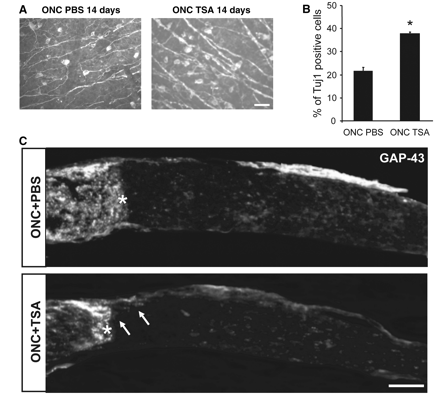 A
ONC PBS 14 days
ONC TSA 14 days
B
% of Tuj1 positive cells
50
40
30
20
10
0
*
ONC PBS
ONC TSA
C
GAP-43
ONC+PBS
*
ONC+TSA
*